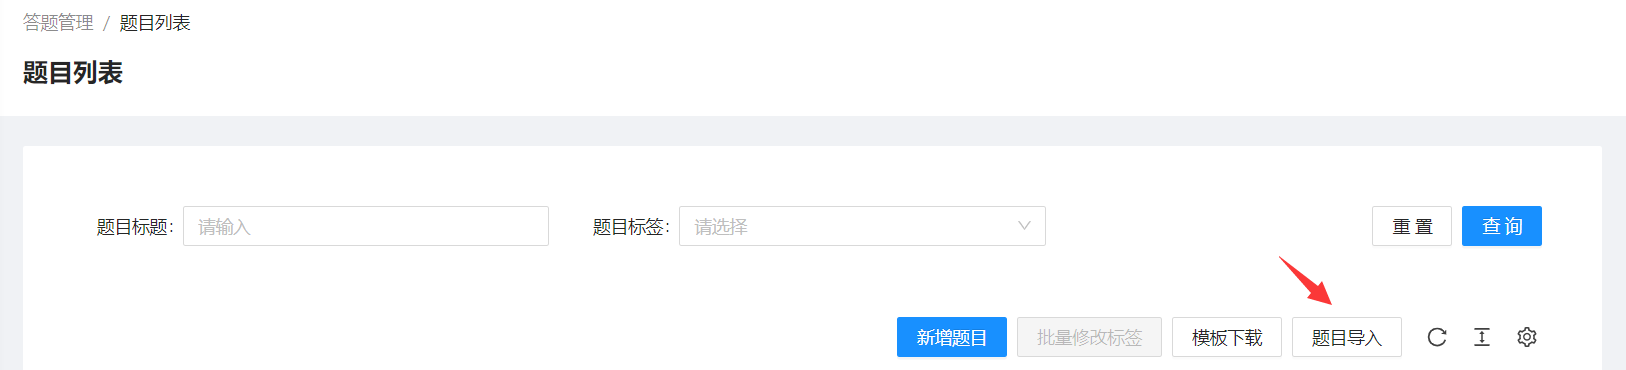 答题管理 / 题目列表
题目列表
题目标题: 请输入 题目标签: 请选择 重 置 查 询
新增题目 批量修改标签 模板下载 题目导入